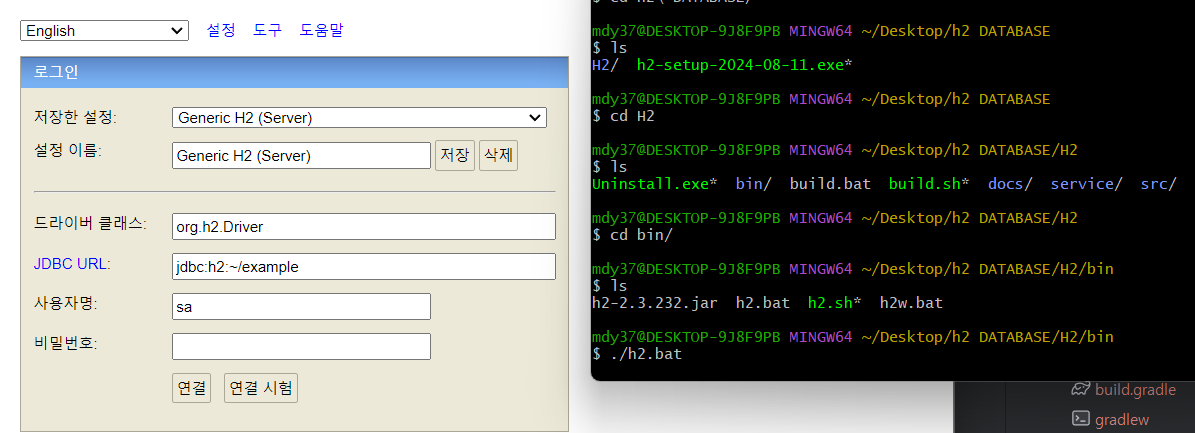 English 설정 도구 도움말
로그인
저장한 설정: Generic H2 (Server)
설정 이름: Generic H2 (Server) 저장 삭제
드라이버 클래스: org.h2.Driver
JDBC URL: jdbc:h2:~/example
사용자명: sa
비밀번호:
연결 연결 시험
mdy37@DESKTOP-9J8F9PB MINGW64 ~/Desktop/h2 DATABASE
$ ls
H2/ h2-setup-2024-08-11.exe*
mdy37@DESKTOP-9J8F9PB MINGW64 ~/Desktop/h2 DATABASE
$ cd H2
mdy37@DESKTOP-9J8F9PB MINGW64 ~/Desktop/h2 DATABASE/H2
$ ls
Uninstall.exe* bin/ build.bat build.sh* docs/ service/ src/
mdy37@DESKTOP-9J8F9PB MINGW64 ~/Desktop/h2 DATABASE/H2
$ cd bin/
mdy37@DESKTOP-9J8F9PB MINGW64 ~/Desktop/h2 DATABASE/H2/bin
$ ls
h2-2.3.232.jar h2.bat h2.sh* h2w.bat
mdy37@DESKTOP-9J8F9PB MINGW64 ~/Desktop/h2 DATABASE/H2/bin
$ ./h2.bat
build.gradle
gradlew